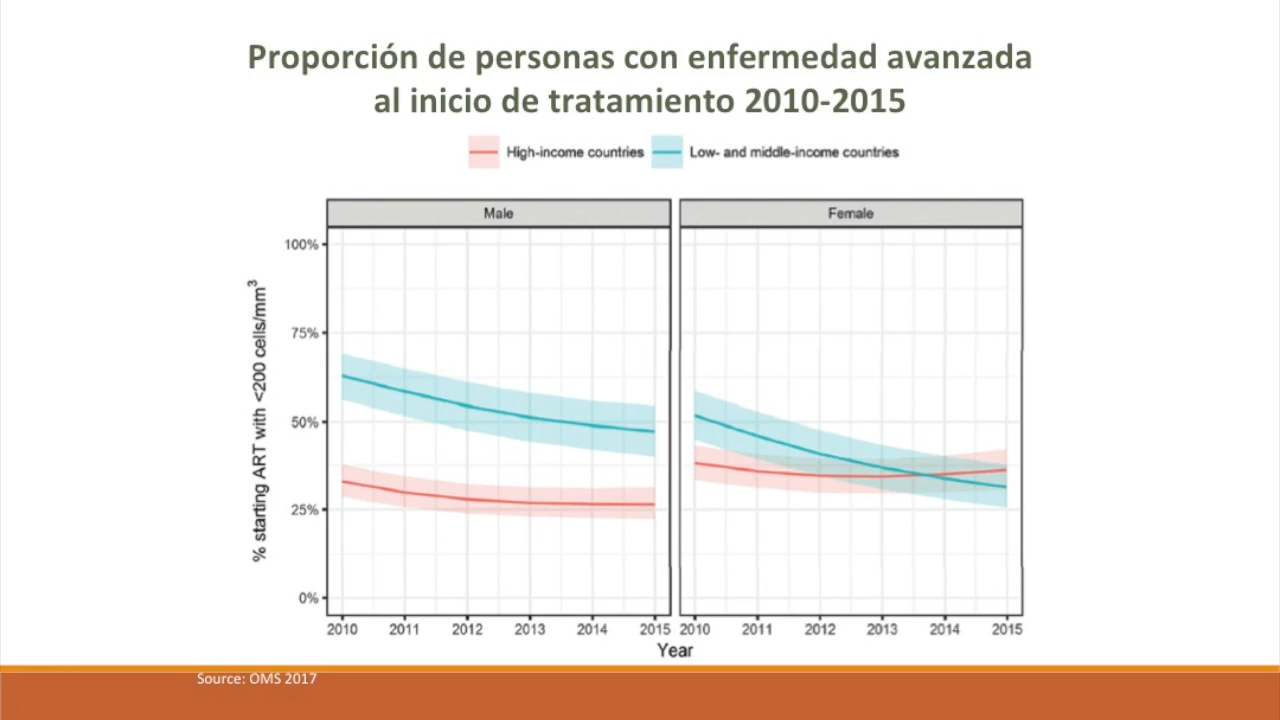 Proporción de personas con enfermedad avanzada
al inicio de tratamiento 2010-2015
High-income countries Low- and middle-income countries
Male Female
% starting ART with <200 cells/mm³
100%
75%
50%
25%
0%
2010 2011 2012 2013 2014 2015 2010 2011 2012 2013 2014 2015
Year
Source: OMS 2017